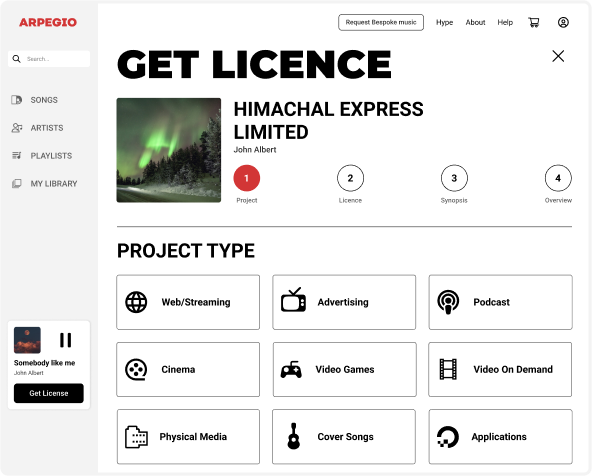 ARPEGIO
Request Bespoke music
Hype
About
Help
Search...
SONGS
ARTISTS
PLAYLISTS
MY LIBRARY
Somebody like me
John Albert
Get License
GET LICENCE
HIMACHAL EXPRESS
LIMITED
John Albert
1
2
3
4
Project
Licence
Synopsis
Overview
PROJECT TYPE
Web/Streaming
Advertising
Podcast
Cinema
Video Games
Video On Demand
Physical Media
Cover Songs
Applications